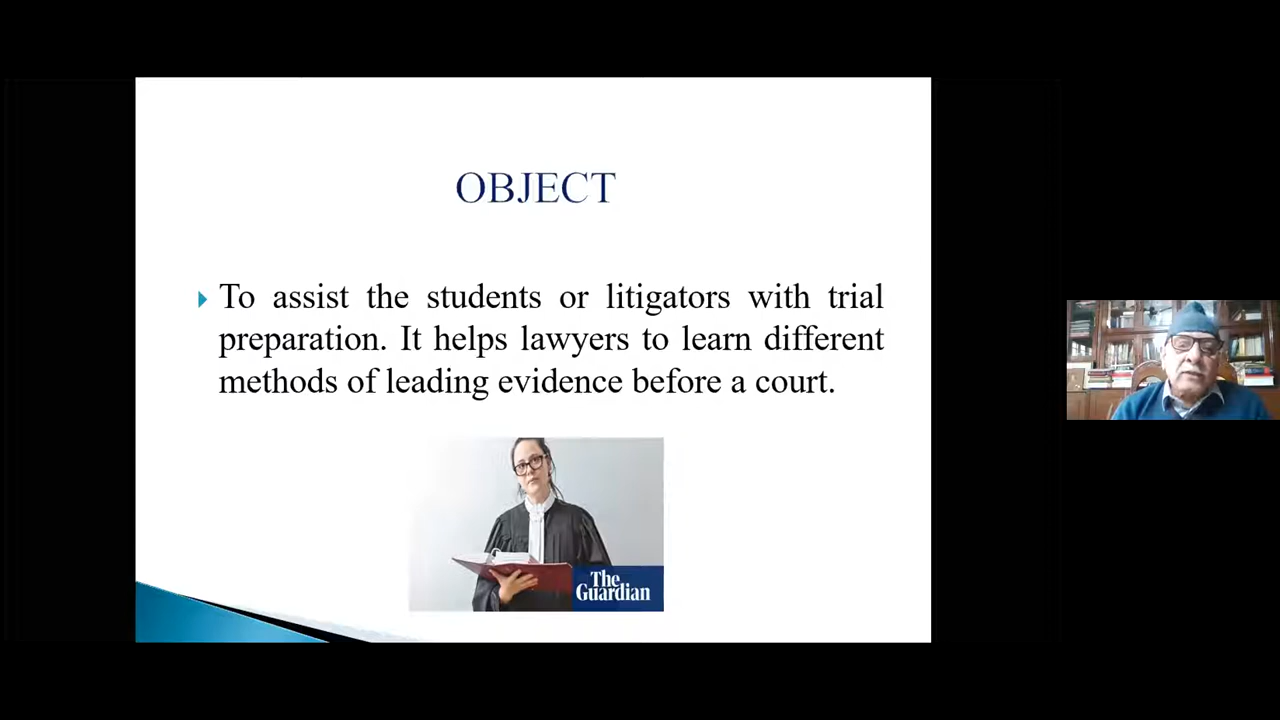 OBJECT
To assist the students or litigators with trial
preparation. It helps lawyers to learn different
methods of leading evidence before a court.
The
Guardian